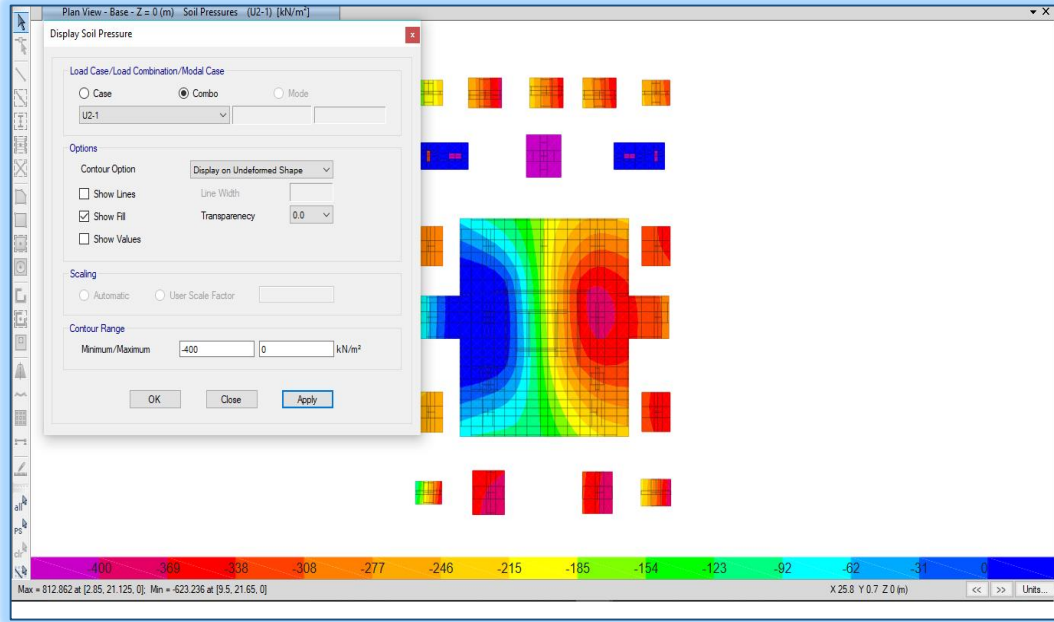 Plan View - Base - Z = 0 (m) Soil Pressures (U2-1) [kN/m²]
Display Soil Pressure
x
Load Case/Load Combination/Modal Case
Case Combo Mode
U2-1
Options
Contour Option Display on Undeformed Shape
Show Lines Line Width
Show Fill Transparenecy 0.0
Show Values
Scaling
Automatic User Scale Factor
Contour Range
Minimum/Maximum -400 0 kN/m²
OK Close Apply
all
PS
clr
-400 -369 -338 -308 -277 -246 -215 -185 -154 -123 -92 -62 -31 0
Max = 812.862 at [2.85, 21.125, 0]; Min = -623.236 at [9.5, 21.65, 0] X 25.8 Y 0.7 Z 0 (m) << >> Units...